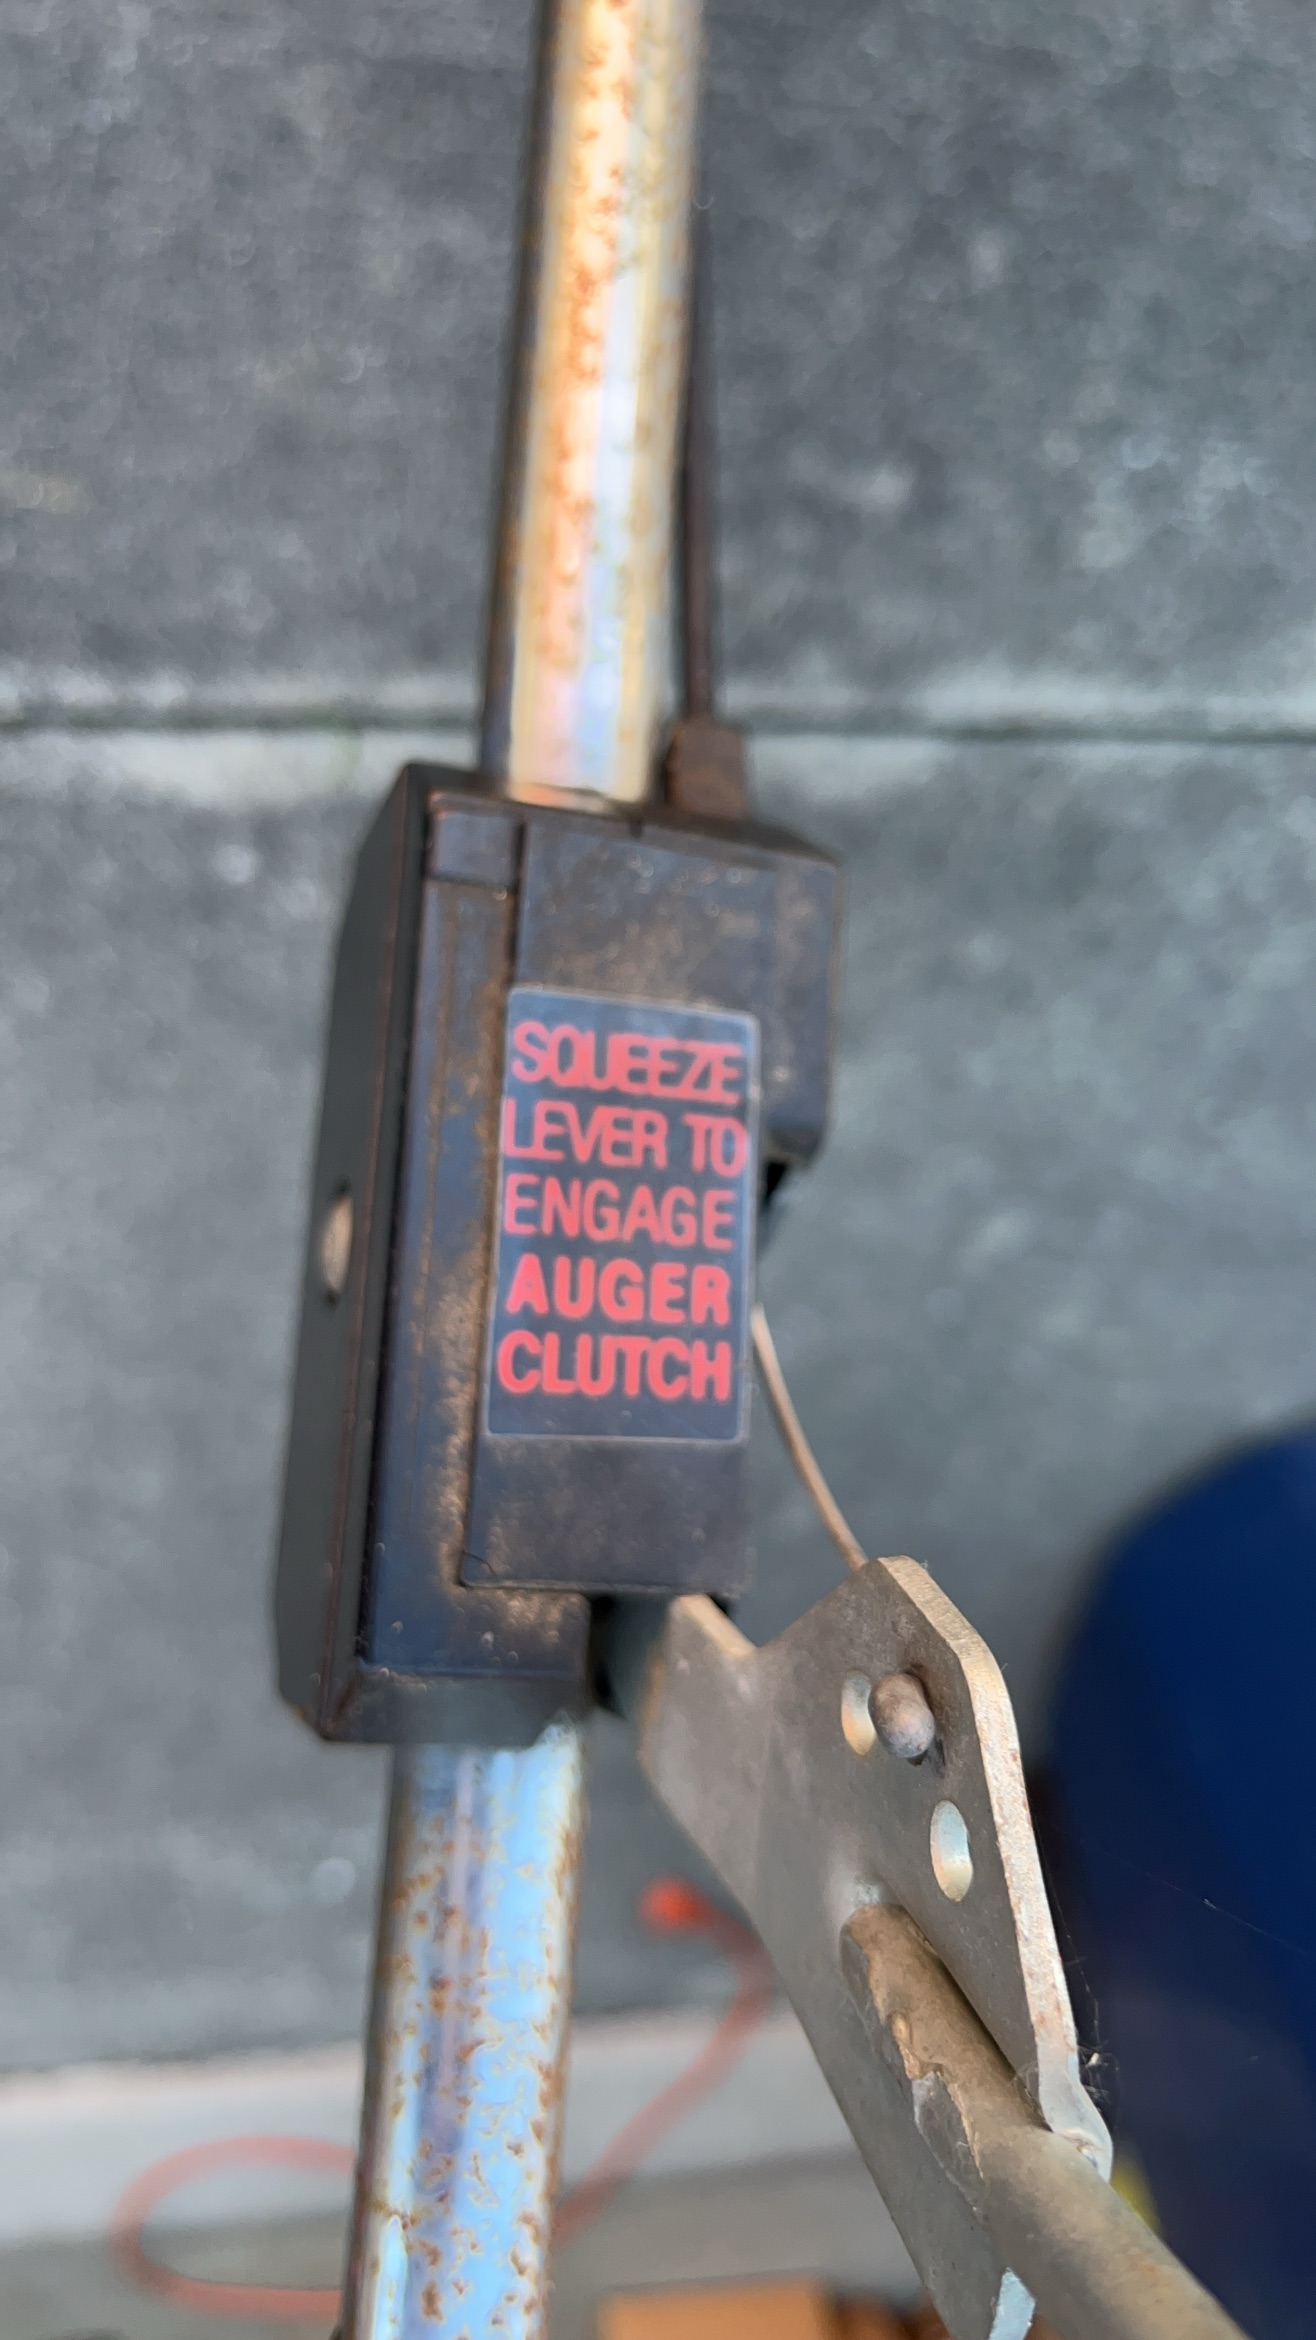 SQUEEZE
LEVER TO
ENGAGE
AUGER
CLUTCH